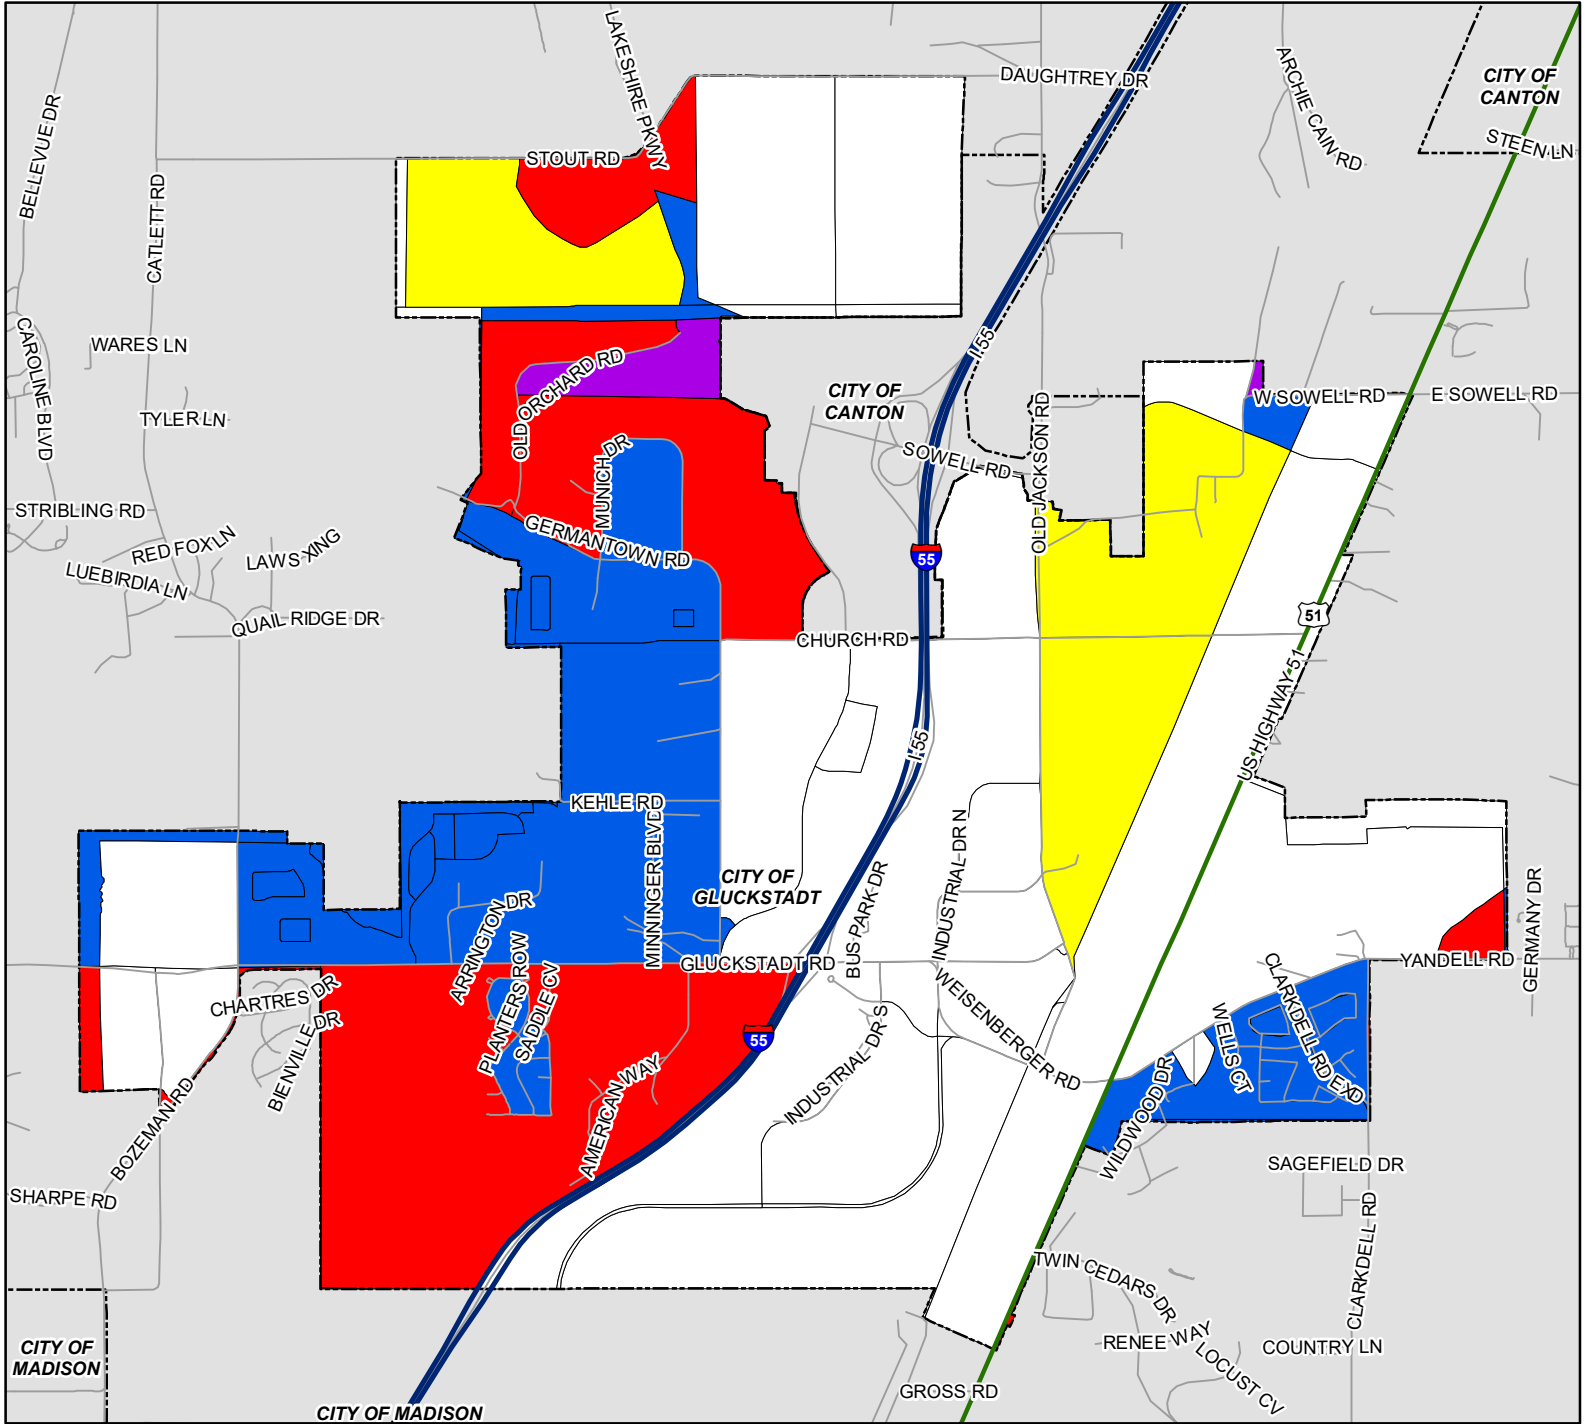 LAKESHIRE PKWY
DAUGHTREY DR
ARCHIE CAIN RD
CITY OF
CANTON
STEEN LN
BELLEVUE DR
CATLETT RD
STOUT RD
CAROLINE BLVD
WARES LN
TYLER LN
OLD ORCHARD RD
CITY OF
CANTON
I 55
W SOWELL RD
E SOWELL RD
MUNICH DR
SOWELL RD
OLD JACKSON RD
STRIBLING RD
RED FOX LN
LAWS XING
LUEBIRDIA LN
QUAIL RIDGE DR
GERMANTOWN RD
55
51
CHURCH RD
US HIGHWAY 51
I 55
KEHLE RD
MINNINGER BLVD
CITY OF
GLUCKSTADT
BUS PARK DR
INDUSTRIAL DR N
ARRINGTON DR
PLANTERS ROW
SADDLE CV
GLUCKSTADT RD
YANDELL RD
GERMANY DR
CHARTRES DR
BIENVILLE DR
WEISENBERGER RD
CLARKDELL RD EXD
WELLS CT
55
INDUSTRIAL DR S
AMERICAN WAY
BOZEMAN RD
WILDWOOD DR
SHARPE RD
SAGEFIELD DR
CLARKDELL RD
TWIN CEDARS DR
RENEE WAY
LOCUST CV
COUNTRY LN
CITY OF
MADISON
GROSS RD
CITY OF MADISON